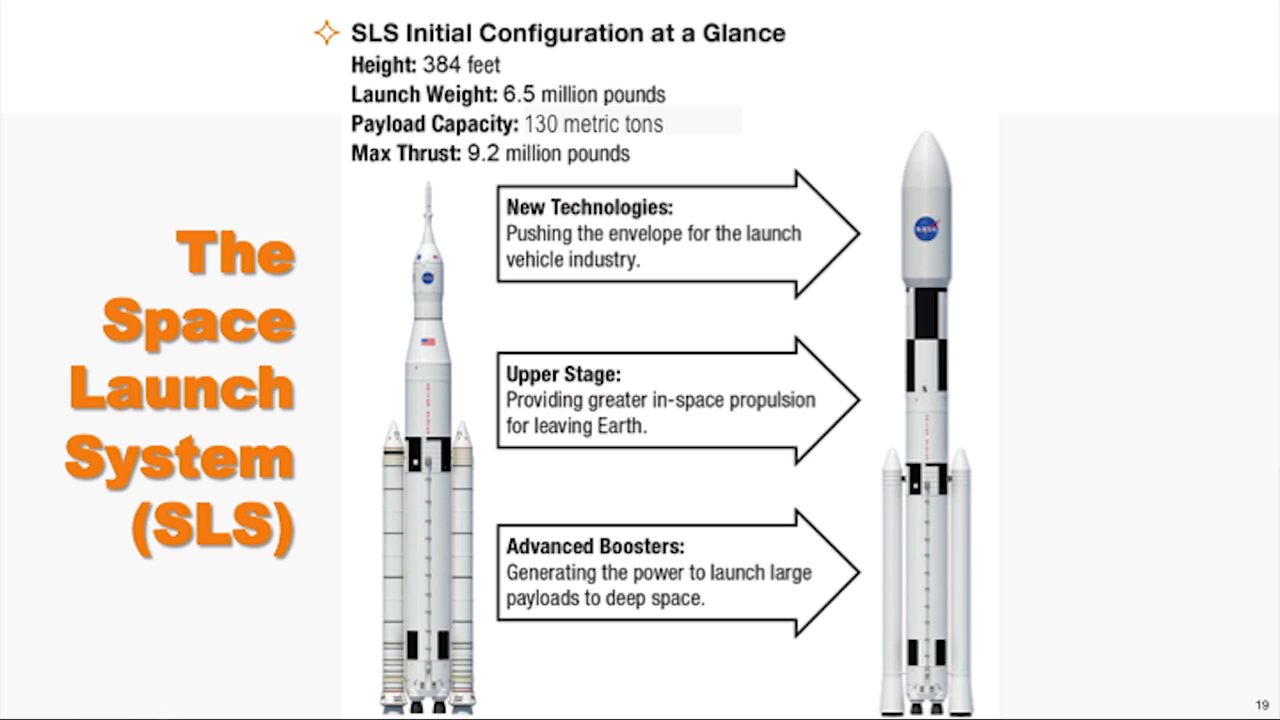 SLS Initial Configuration at a Glance
Height: 384 feet
Launch Weight: 6.5 million pounds
Payload Capacity: 130 metric tons
Max Thrust: 9.2 million pounds
The
Space
Launch
System
(SLS)
New Technologies:
Pushing the envelope for the launch
vehicle industry.
Upper Stage:
Providing greater in-space propulsion
for leaving Earth.
Advanced Boosters:
Generating the power to launch large
payloads to deep space.
NASA
19